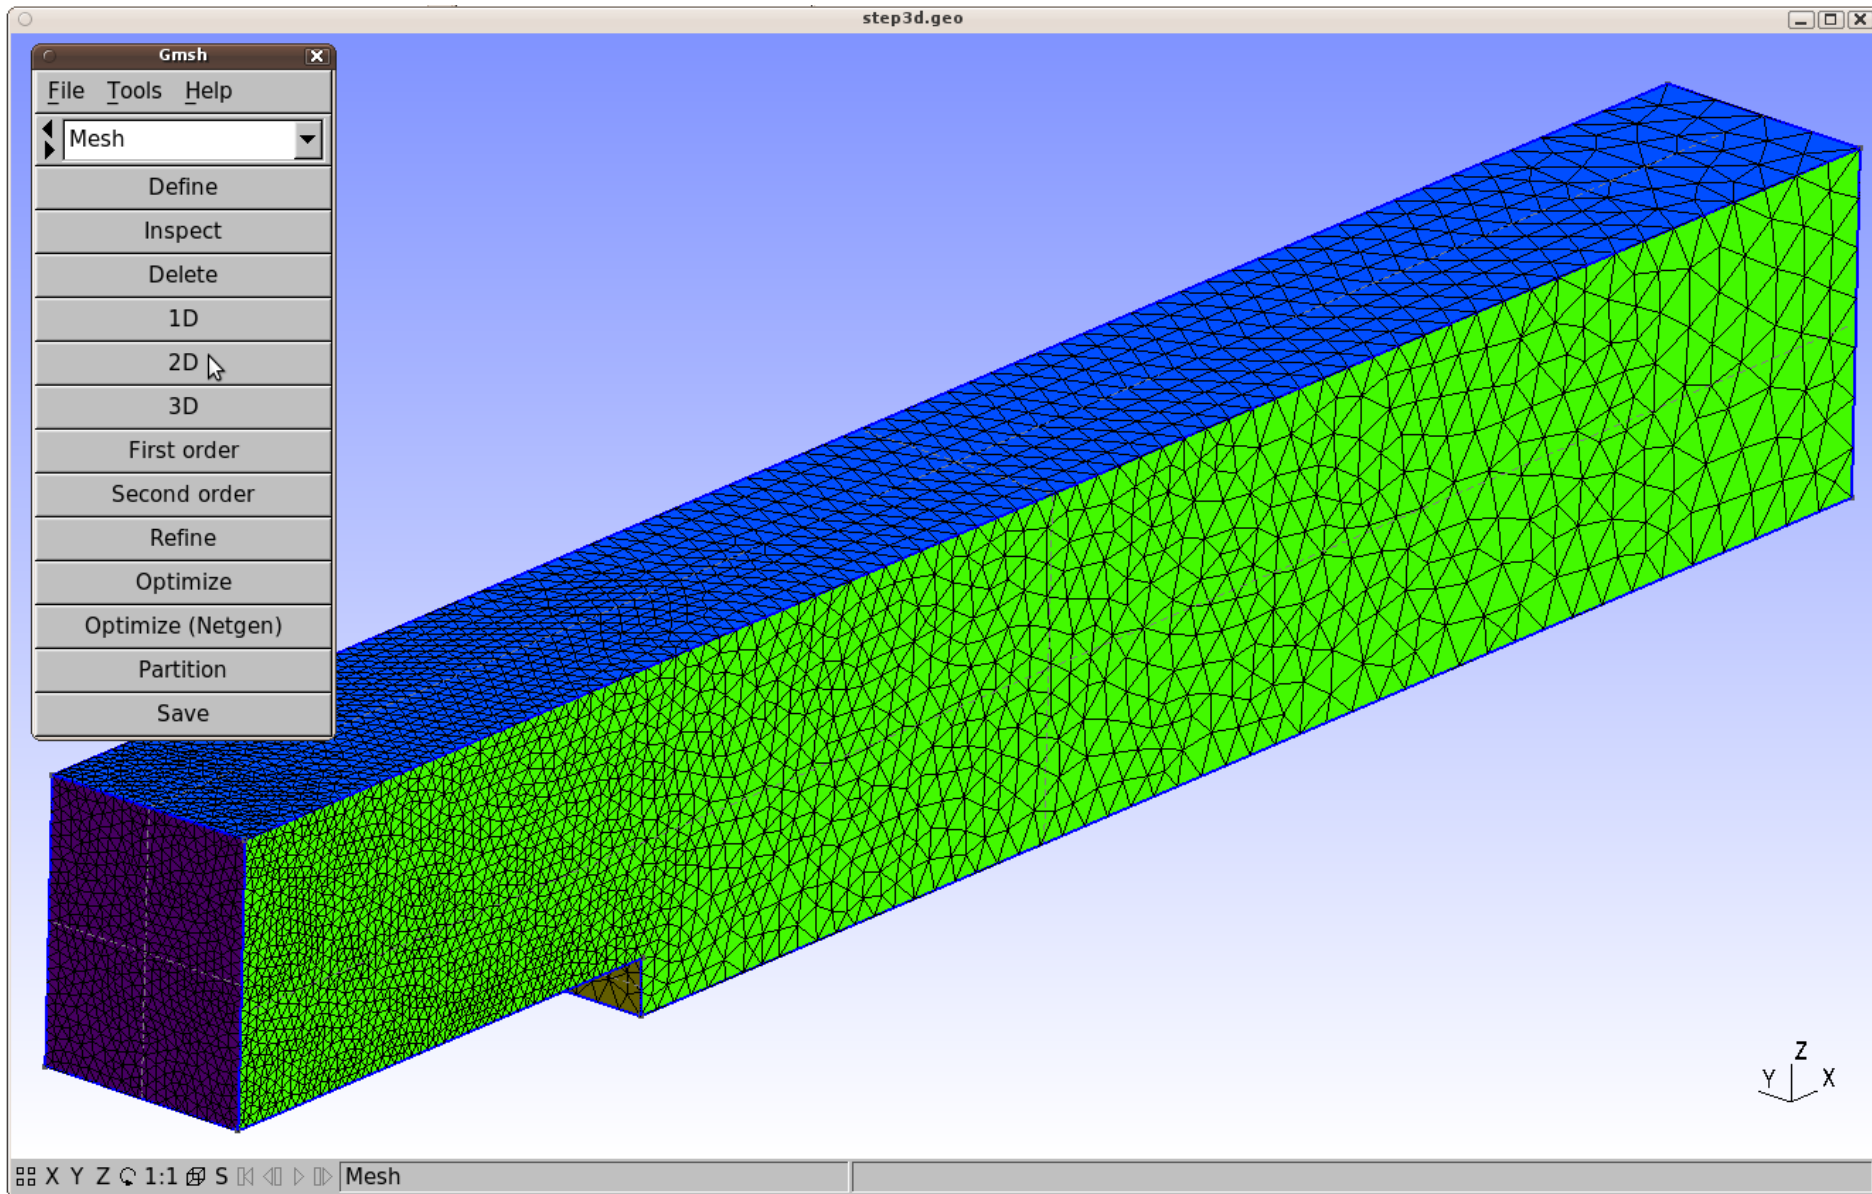 step3d.geo
Gmsh
File Tools Help
Mesh
Define
Inspect
Delete
1D
2D
3D
First order
Second order
Refine
Optimize
Optimize (Netgen)
Partition
Save
Z
Y X
X Y Z 1:1 S Mesh